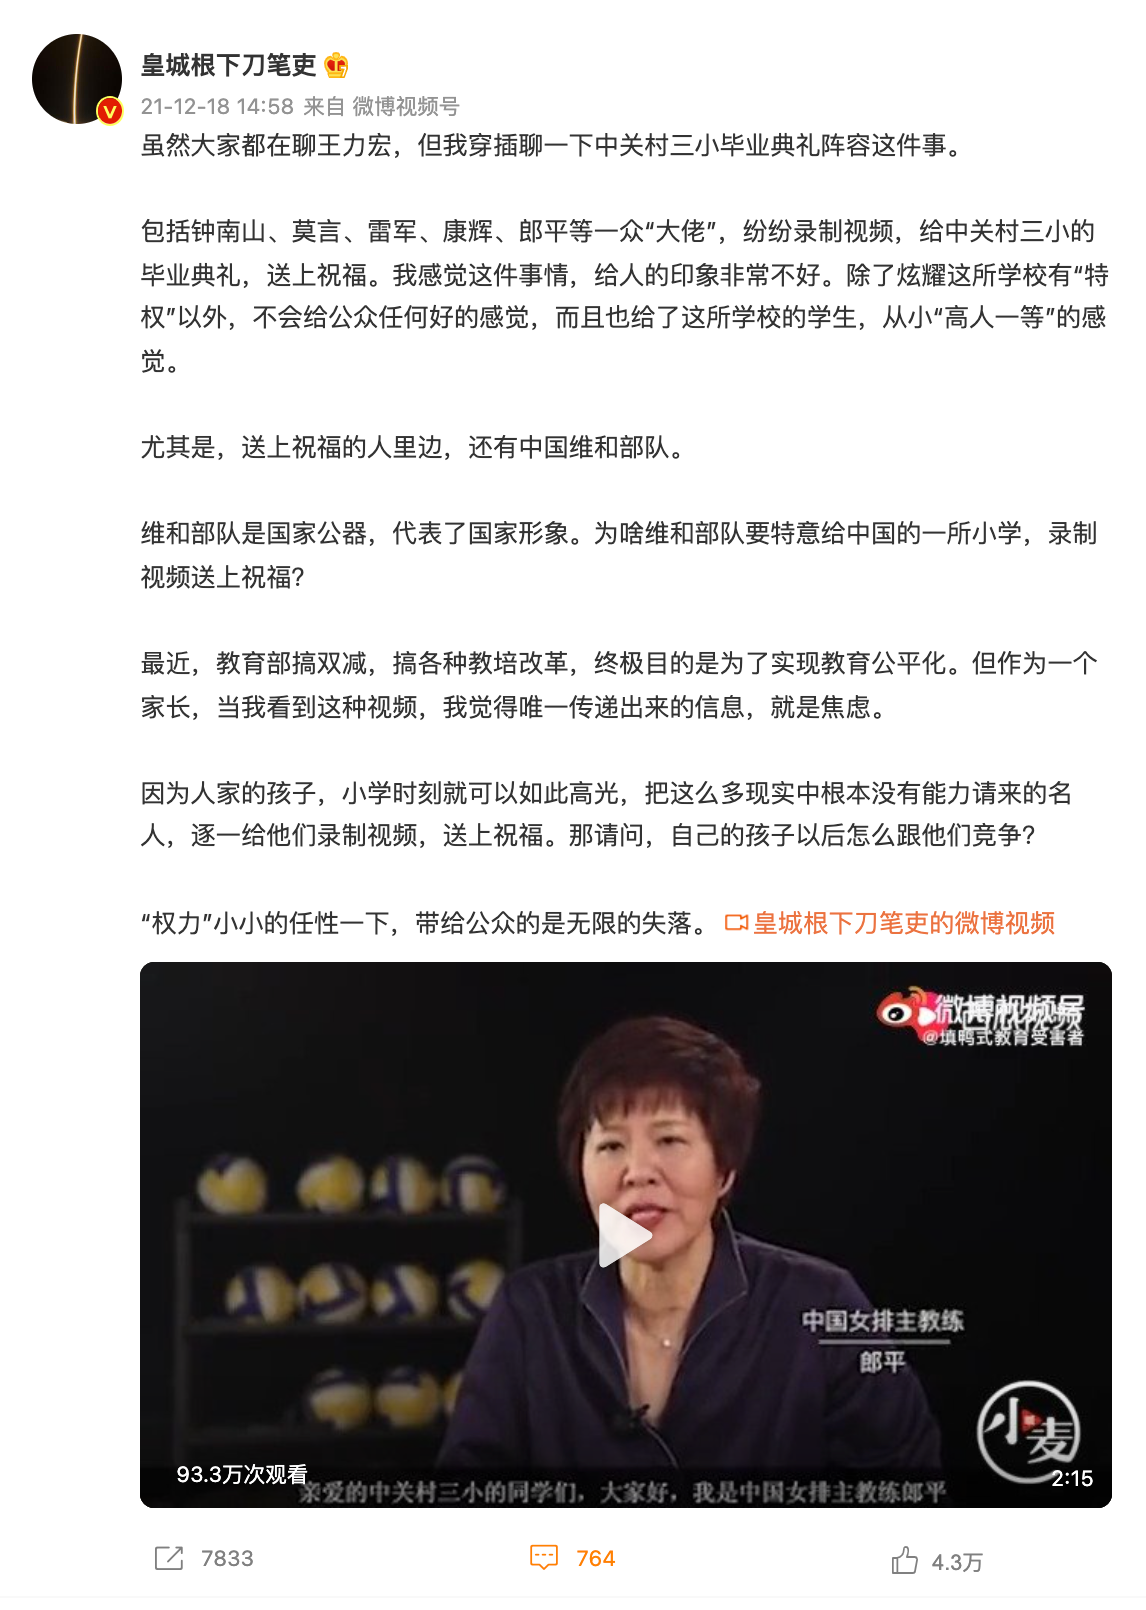 皇城根下刀笔吏
21-12-18 14:58 来自 微博视频号
虽然大家都在聊王力宏，但我穿插聊一下中关村三小毕业典礼阵容这件事。
包括钟南山、莫言、雷军、康辉、郎平等一众“大佬”，纷纷录制视频，给中关村三小的
毕业典礼，送上祝福。我感觉这件事情，给人的印象非常不好。除了炫耀这所学校有“特
权”以外，不会给公众任何好的感觉，而且也给了这所学校的学生，从小“高人一等”的感
觉。
尤其是，送上祝福的人里边，还有中国维和部队。
维和部队是国家公器，代表了国家形象。为啥维和部队要特意给中国的一所小学，录制
视频送上祝福？
最近，教育部搞双减，搞各种教培改革，终极目的是为了实现教育公平化。但作为一个
家长，当我看到这种视频，我觉得唯一传递出来的信息，就是焦虑。
因为人家的孩子，小学时刻就可以如此高光，把这么多现实中根本没有能力请来的名
人，逐一给他们录制视频，送上祝福。那请问，自己的孩子以后怎么跟他们竞争？
“权力”小小的任性一下，带给公众的是无限的失落。 皇城根下刀笔吏的微博视频
微博视频号
@填鸭式教育受害者
中国女排主教练
郎平
小麦
93.3万次观看
2:15
亲爱的中关村三小的同学们，大家好，我是中国女排主教练郎平
7833 764 4.3万